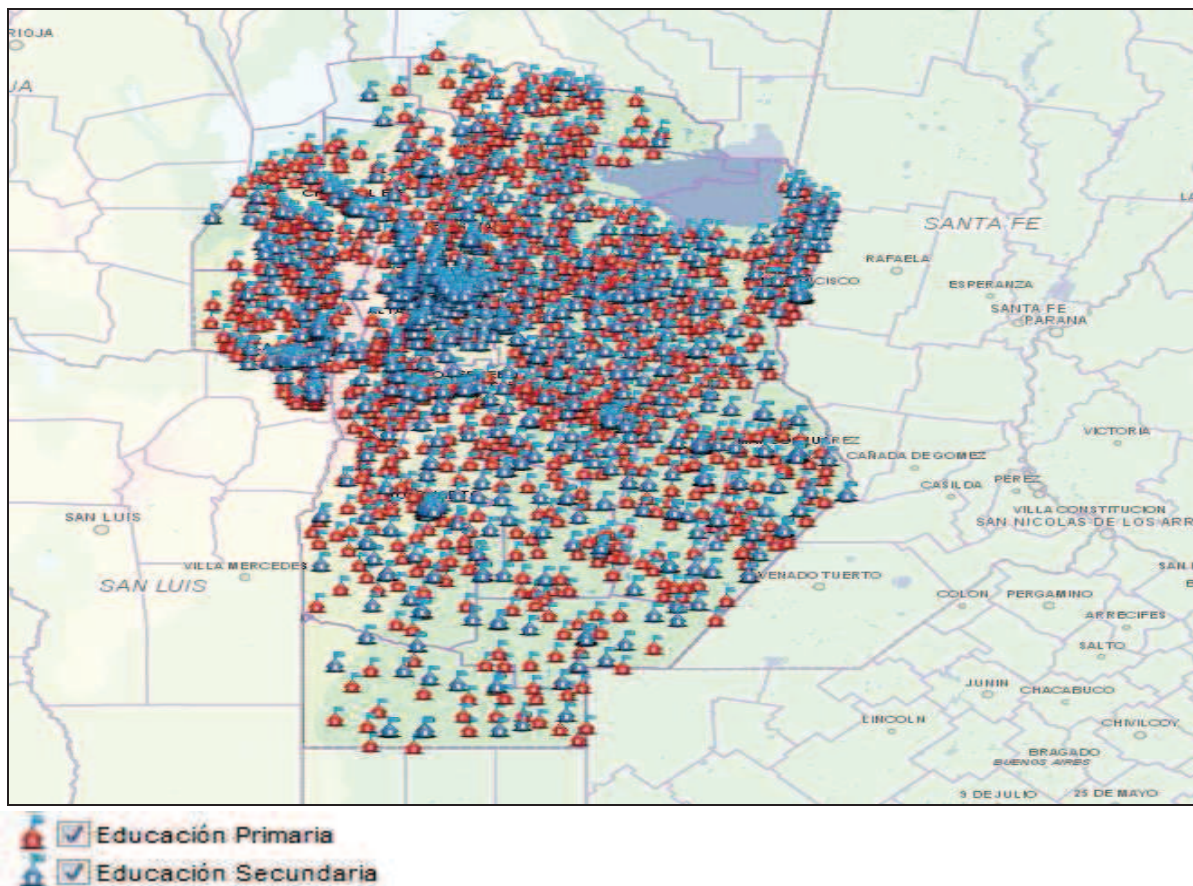 RIOJA
SANTA FE
RAFAELA
ESPERANZA
SANTA FE
PARANA
VICTORIA
CAÑADA DE GOMEZ
CASILDA
PEREZ
VILLA CONSTITUCION
SAN NICOLAS DE LOS ARR
SAN LUIS
VILLA MERCEDES
SAN LUIS
VENADO TUERTO
COLON
PERGAMINO
ARRECIFES
SALTO
JUNIN
CHACABUCO
LINCOLN
CHIVILCOY
BRAGADO
BUENOS AIRES
9 DE JULIO
25 DE MAYO
Educación Primaria
Educación Secundaria